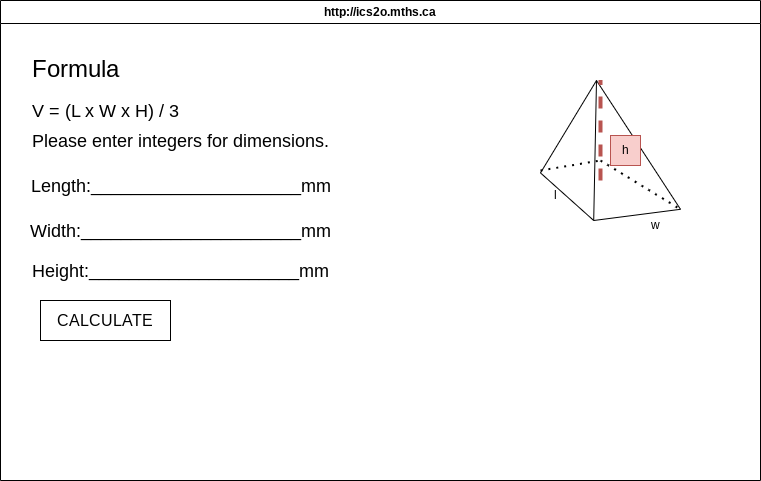 http://ics2o.mths.ca
Formula
V = (L x W x H) / 3
Please enter integers for dimensions.
Length:_____________________mm
Width:______________________mm
Height:_____________________mm
CALCULATE
h
l
w